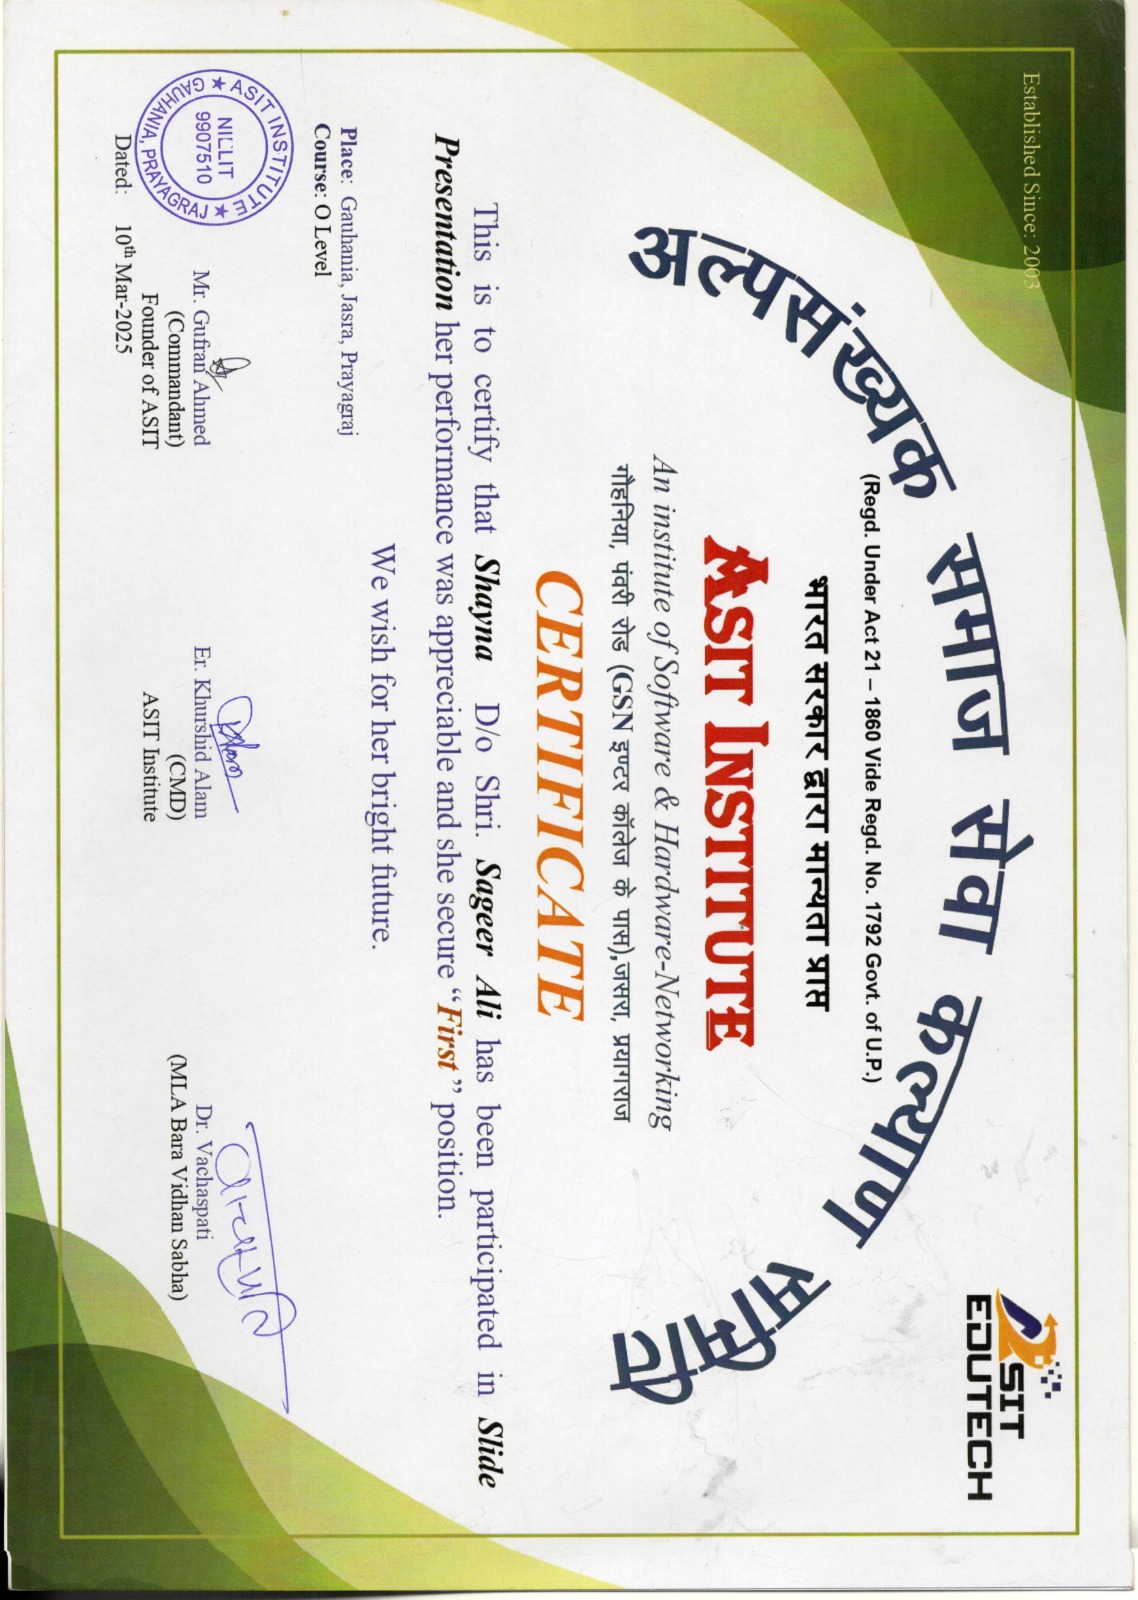 Established Since: 2003
ASIT
EDUTECH
अल्पसंख्यक समाज सेवा कल्याण समिति
(Regd. Under Act 21 – 1860 Vide Regd. No. 1792 Govt. of U.P.)
भारत सरकार द्वारा मान्यता प्राप्त
ASIT INSTITUTE
An institute of Software & Hardware-Networking
गौहनिया, पंवरी रोड (GSN इण्टर कॉलेज के पास),जसरा, प्रयागराज
CERTIFICATE
This is to certify that Shayna D/o Shri. Sageer Ali has been participated in Slide
Presentation her performance was appreciable and she secure “First ” position.
We wish for her bright future.
Place: Gauhania, Jasra, Prayagraj
Course: O Level
ASIT INSTITUTE
NILLIT
9907510
GAUHANIA, PRAYAGRAJ
Mr. Gufran Ahmed
(Commandant)
Founder of ASIT
Er. Khurshid Alam
(CMD)
ASIT Institute
वाचस्पति
Dr. Vachaspati
(MLA Bara Vidhan Sabha)
Dated: 10th Mar-2025